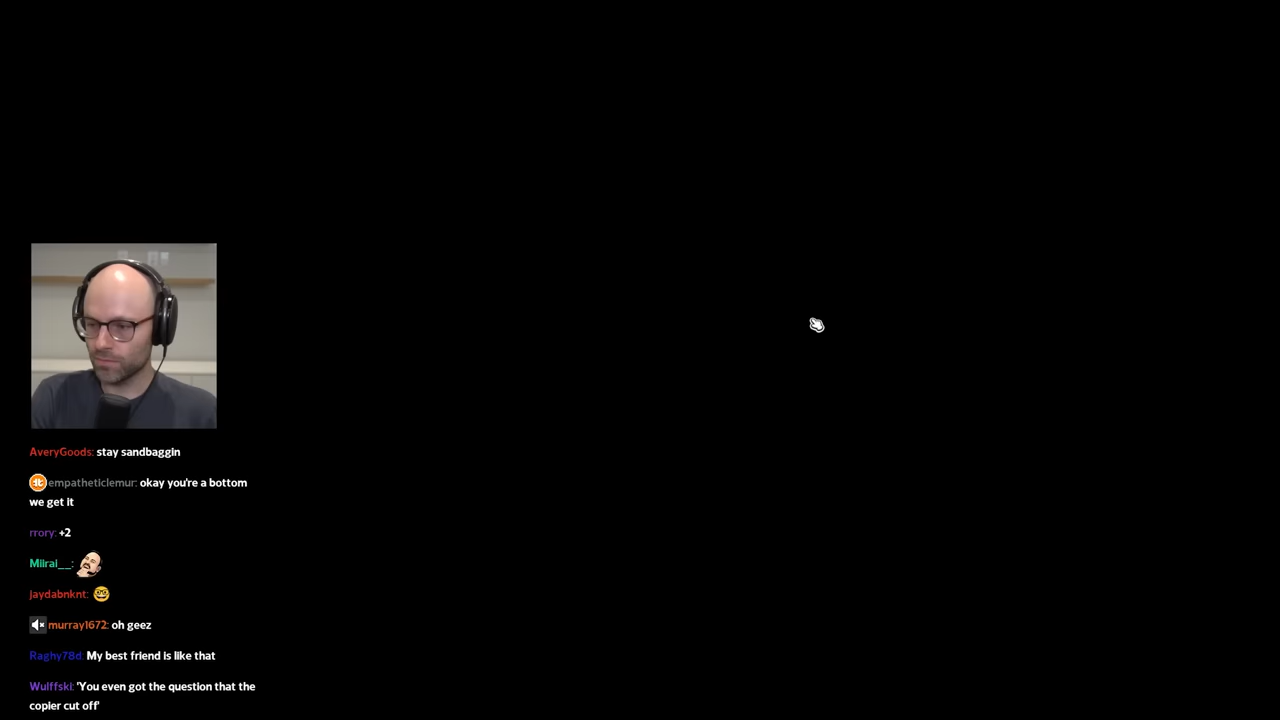 AveryGoods: stay sandbaggin
empatheticlemur: okay you're a bottom
we get it
rrory: +2
Miirai__:
jaydabnknt:
murray1672: oh geez
Raghy78d: My best friend is like that
Wulffski: 'You even got the question that the
copier cut off'